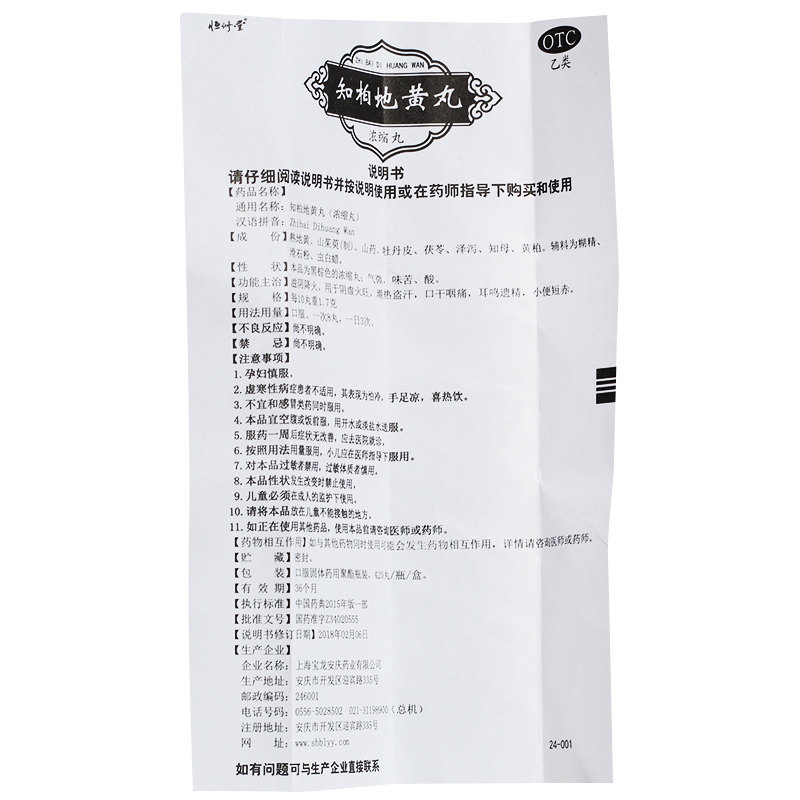 恒修堂
OTC
乙类
ZHI BAI DI HUANG WAN
知柏地黄丸
浓缩丸
说明书
请仔细阅读说明书并按说明使用或在药师指导下购买和使用
【药品名称】
通用名称：知柏地黄丸（浓缩丸）
汉语拼音：Zhibai Dihuang Wan
【成 份】熟地黄、山茱萸(制)、山药、牡丹皮、茯苓、泽泻、知母、黄柏。辅料为糊精、
滑石粉、虫白蜡。
【性 状】本品为黑棕色的浓缩丸；气微，味苦、酸。
【功能主治】滋阴降火。用于阴虚火旺，潮热盗汗，口干咽痛，耳鸣遗精，小便短赤。
【规 格】每10丸重1.7克
【用法用量】口服。一次8丸，一日3次。
【不良反应】尚不明确。
【禁 忌】尚不明确。
【注意事项】
1. 孕妇慎服。
2. 虚寒性病症患者不适用，其表现为怕冷，手足凉，喜热饮。
3. 不宜和感冒类药同时服用。
4. 本品宜空腹或饭前服，用开水或淡盐水送服。
5. 服药一周后症状无改善，应去医院就诊。
6. 按照用法用量服用，小儿应在医师指导下服用。
7. 对本品过敏者禁用，过敏体质者慎用。
8. 本品性状发生改变时禁止使用。
9. 儿童必须在成人的监护下使用。
10. 请将本品放在儿童不能接触的地方。
11. 如正在使用其他药品，使用本品前请咨询医师或药师。
【药物相互作用】如与其他药物同时使用可能会发生药物相互作用，详情请咨询医师或药师。
【贮 藏】密封。
【包 装】口服固体药用聚酯瓶装，420丸/瓶/盒。
【有 效 期】36个月
【执行标准】中国药典2015年版一部
【批准文号】国药准字Z34020555
【说明书修订日期】2018年02月06日
【生产企业】
企业名称：上海宝龙安庆药业有限公司
生产地址：安庆市开发区迎宾路335号
邮政编码：246001
电话号码：0556-5028502 021-31198900（总机）
注册地址：安庆市开发区迎宾路335号
网 址：www.shblyy.com
24-001
如有问题可与生产企业直接联系